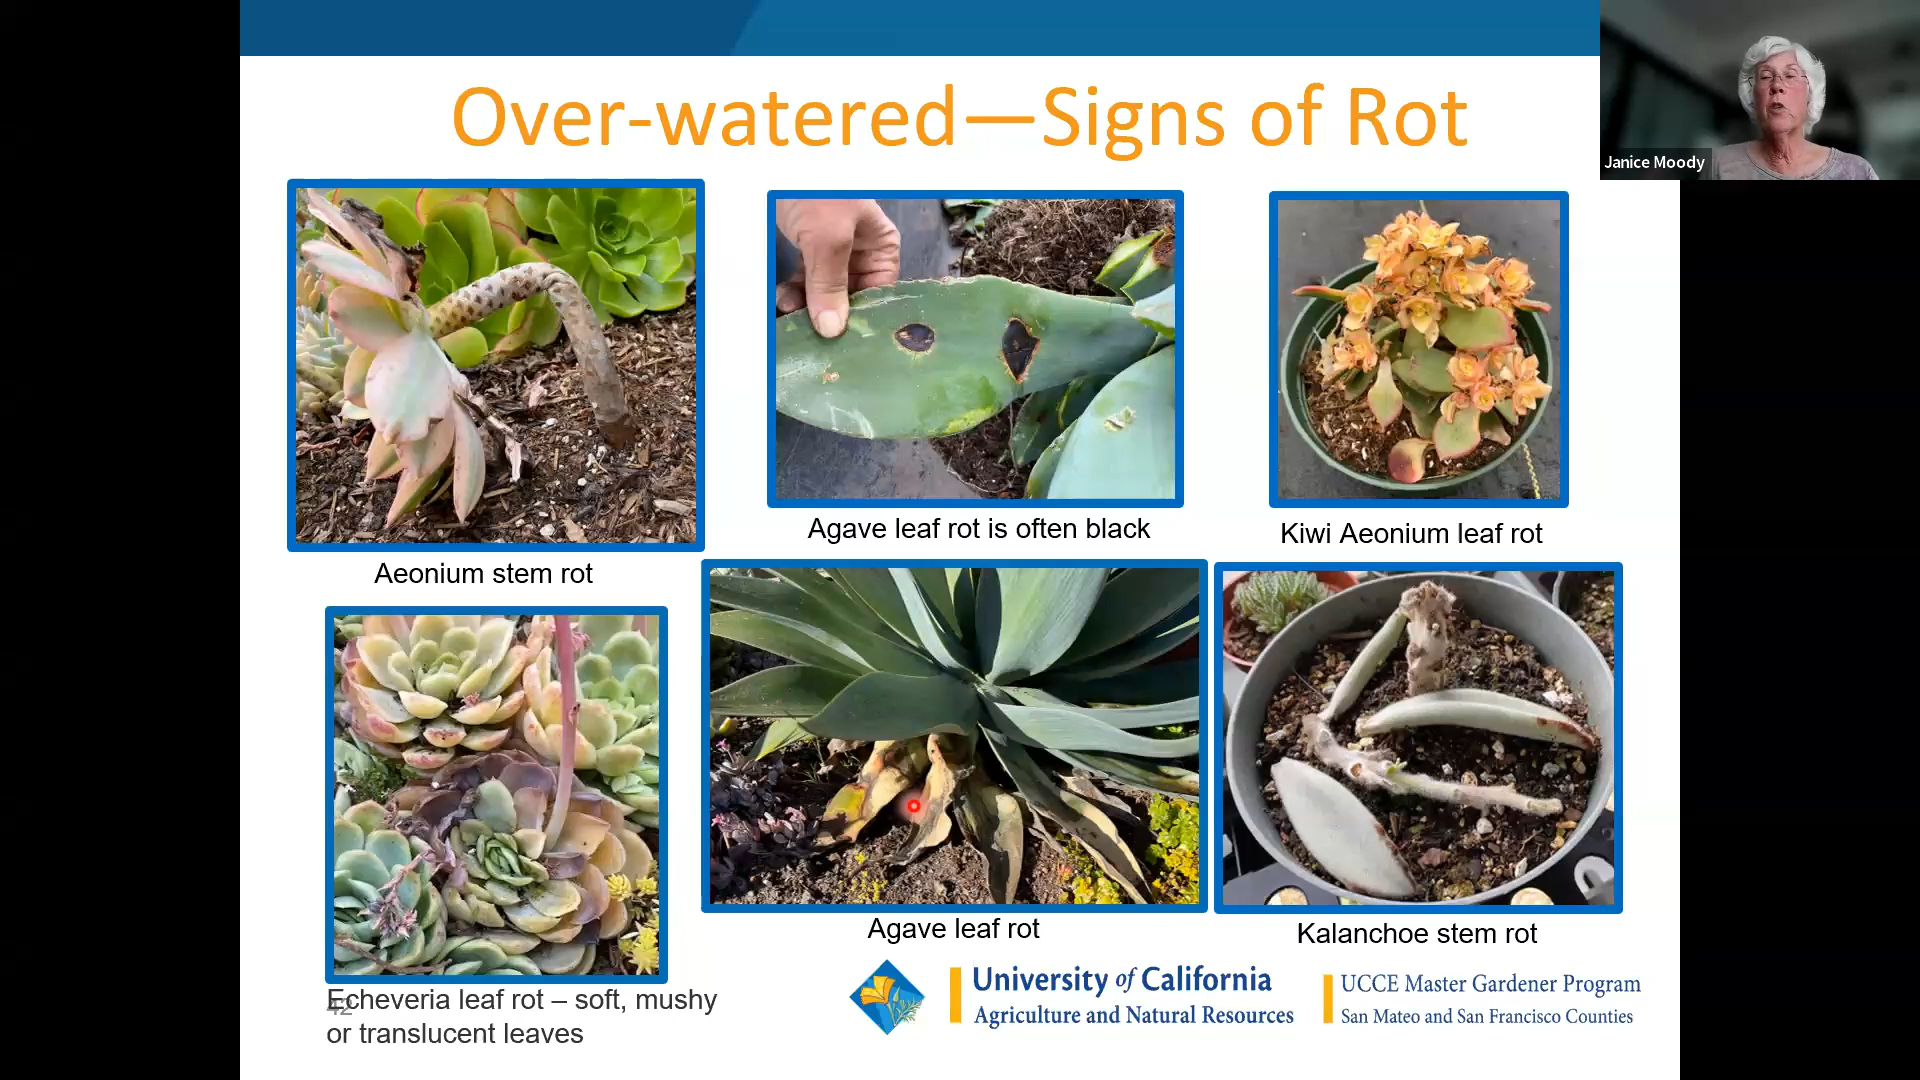 Over-watered—Signs of Rot
Janice Moody
Aeonium stem rot
Agave leaf rot is often black
Kiwi Aeonium leaf rot
Echeveria leaf rot – soft, mushy
or translucent leaves
42
Agave leaf rot
Kalanchoe stem rot
University of California
Agriculture and Natural Resources
UCCE Master Gardener Program
San Mateo and San Francisco Counties